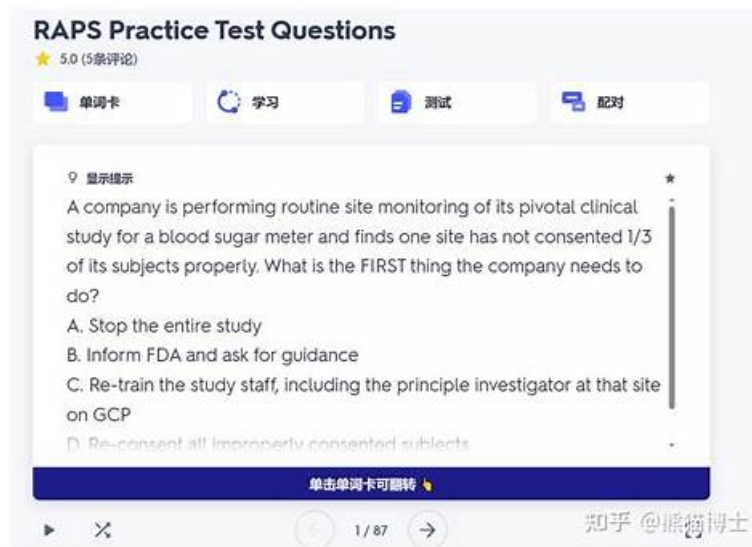 RAPS Practice Test Questions
5.0 (5条评论)
单词卡
学习
测试
配对
显示提示
A company is performing routine site monitoring of its pivotal clinical
study for a blood sugar meter and finds one site has not consented 1/3
of its subjects properly. What is the FIRST thing the company needs to
do?
A. Stop the entire study
B. Inform FDA and ask for guidance
C. Re-train the study staff, including the principle investigator at that site
on GCP
D. Re-consent all improperly consented subjects
单击单词卡可翻转
1 / 87
知乎 @熊猫博士